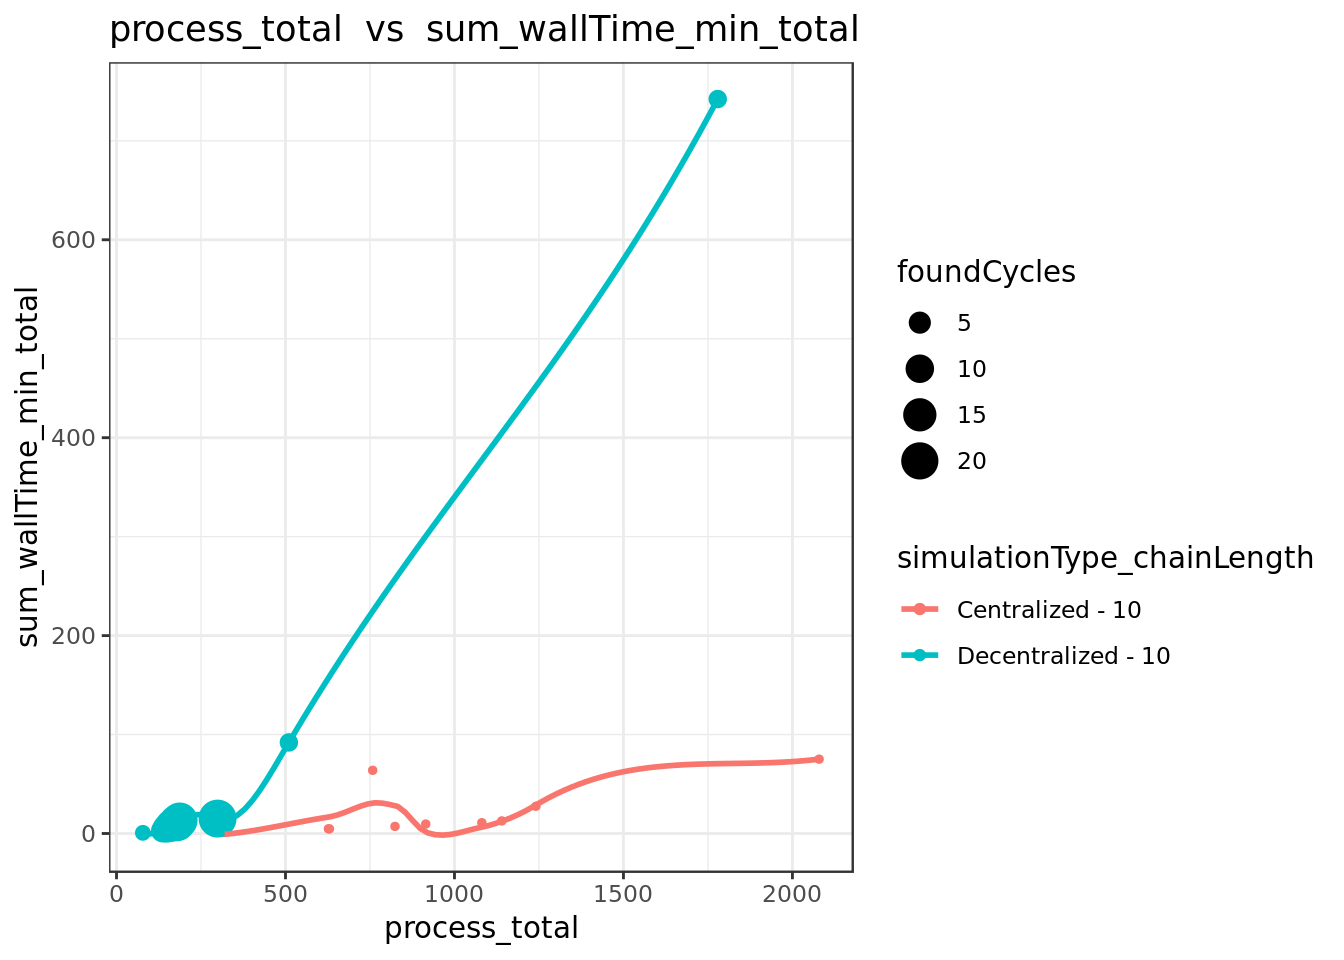 process_total  vs  sum_wallTime_min_total
sum_wallTime_min_total
600
400
200
0
0
500
1000
1500
2000
process_total
foundCycles
5
10
15
20
simulationType_chainLength
Centralized - 10
Decentralized - 10